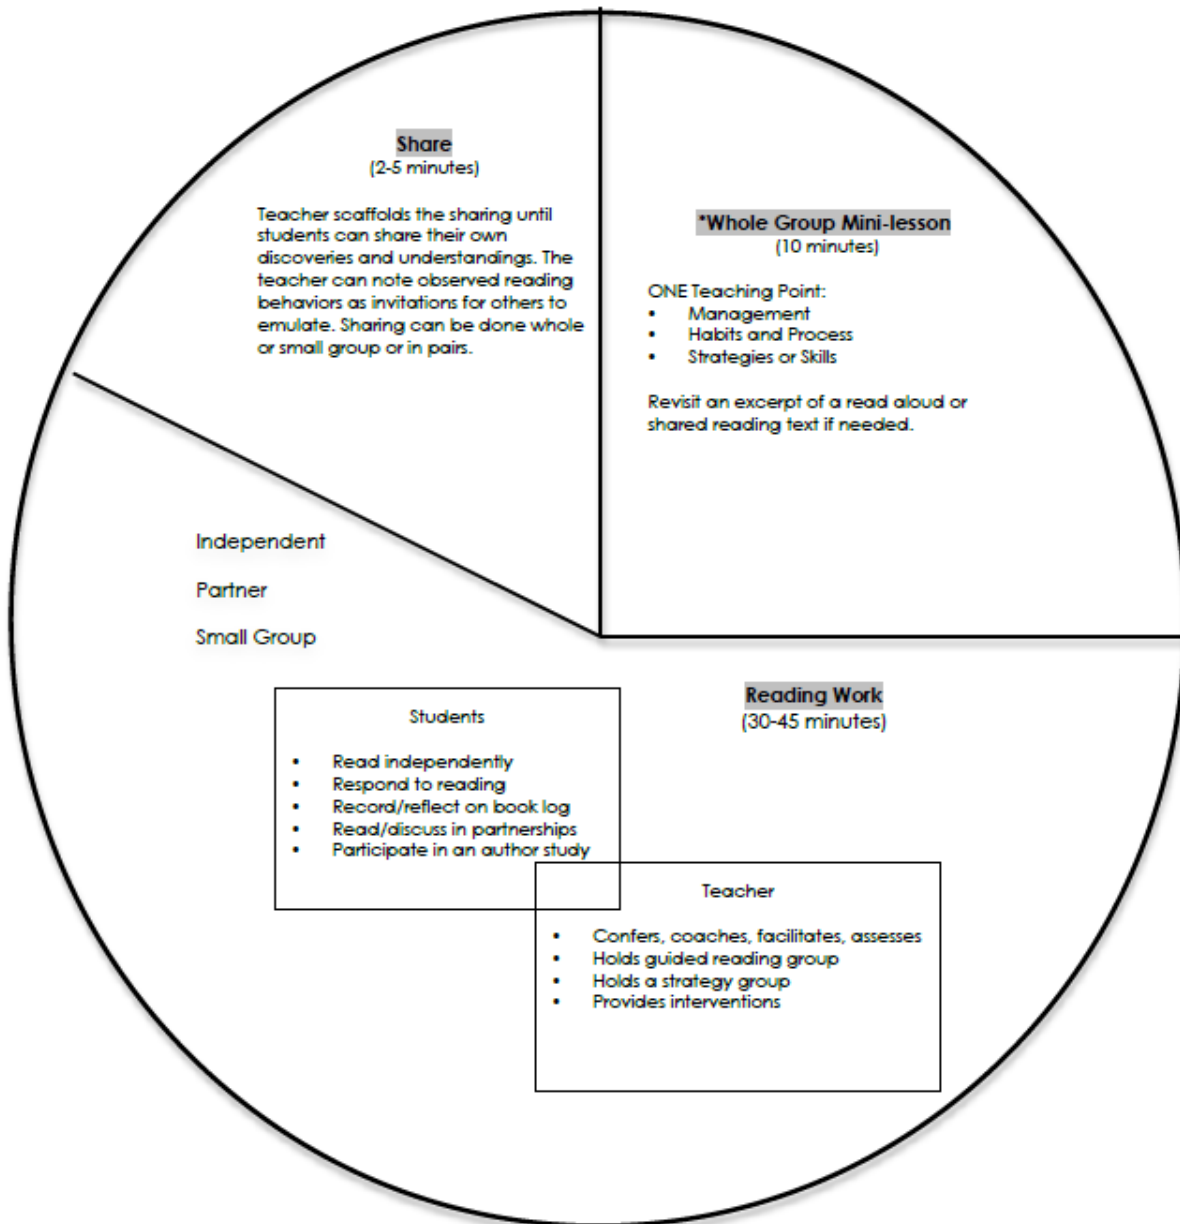 Share
(2-5 minutes)
Teacher scaffolds the sharing until
students can share their own
discoveries and understandings. The
teacher can note observed reading
behaviors as invitations for others to
emulate. Sharing can be done whole
or small group or in pairs.
*Whole Group Mini-lesson
(10 minutes)
ONE Teaching Point:
• Management
• Habits and Process
• Strategies or Skills
Revisit an excerpt of a read aloud or
shared reading text if needed.
Independent
Partner
Small Group
Reading Work
(30-45 minutes)
Students
• Read independently
• Respond to reading
• Record/reflect on book log
• Read/discuss in partnerships
• Participate in an author study
Teacher
• Confers, coaches, facilitates, assesses
• Holds guided reading group
• Holds a strategy group
• Provides interventions